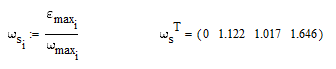 ω_{s_i} := ε_{max_i} / ω_{max_i}    ω_s^T = (0  1.122  1.017  1.646)